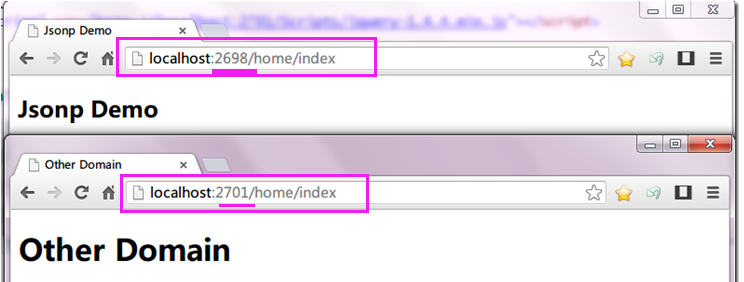 Jsonp Demo
localhost:2698/home/index
Jsonp Demo
Other Domain
localhost:2701/home/index
Other Domain